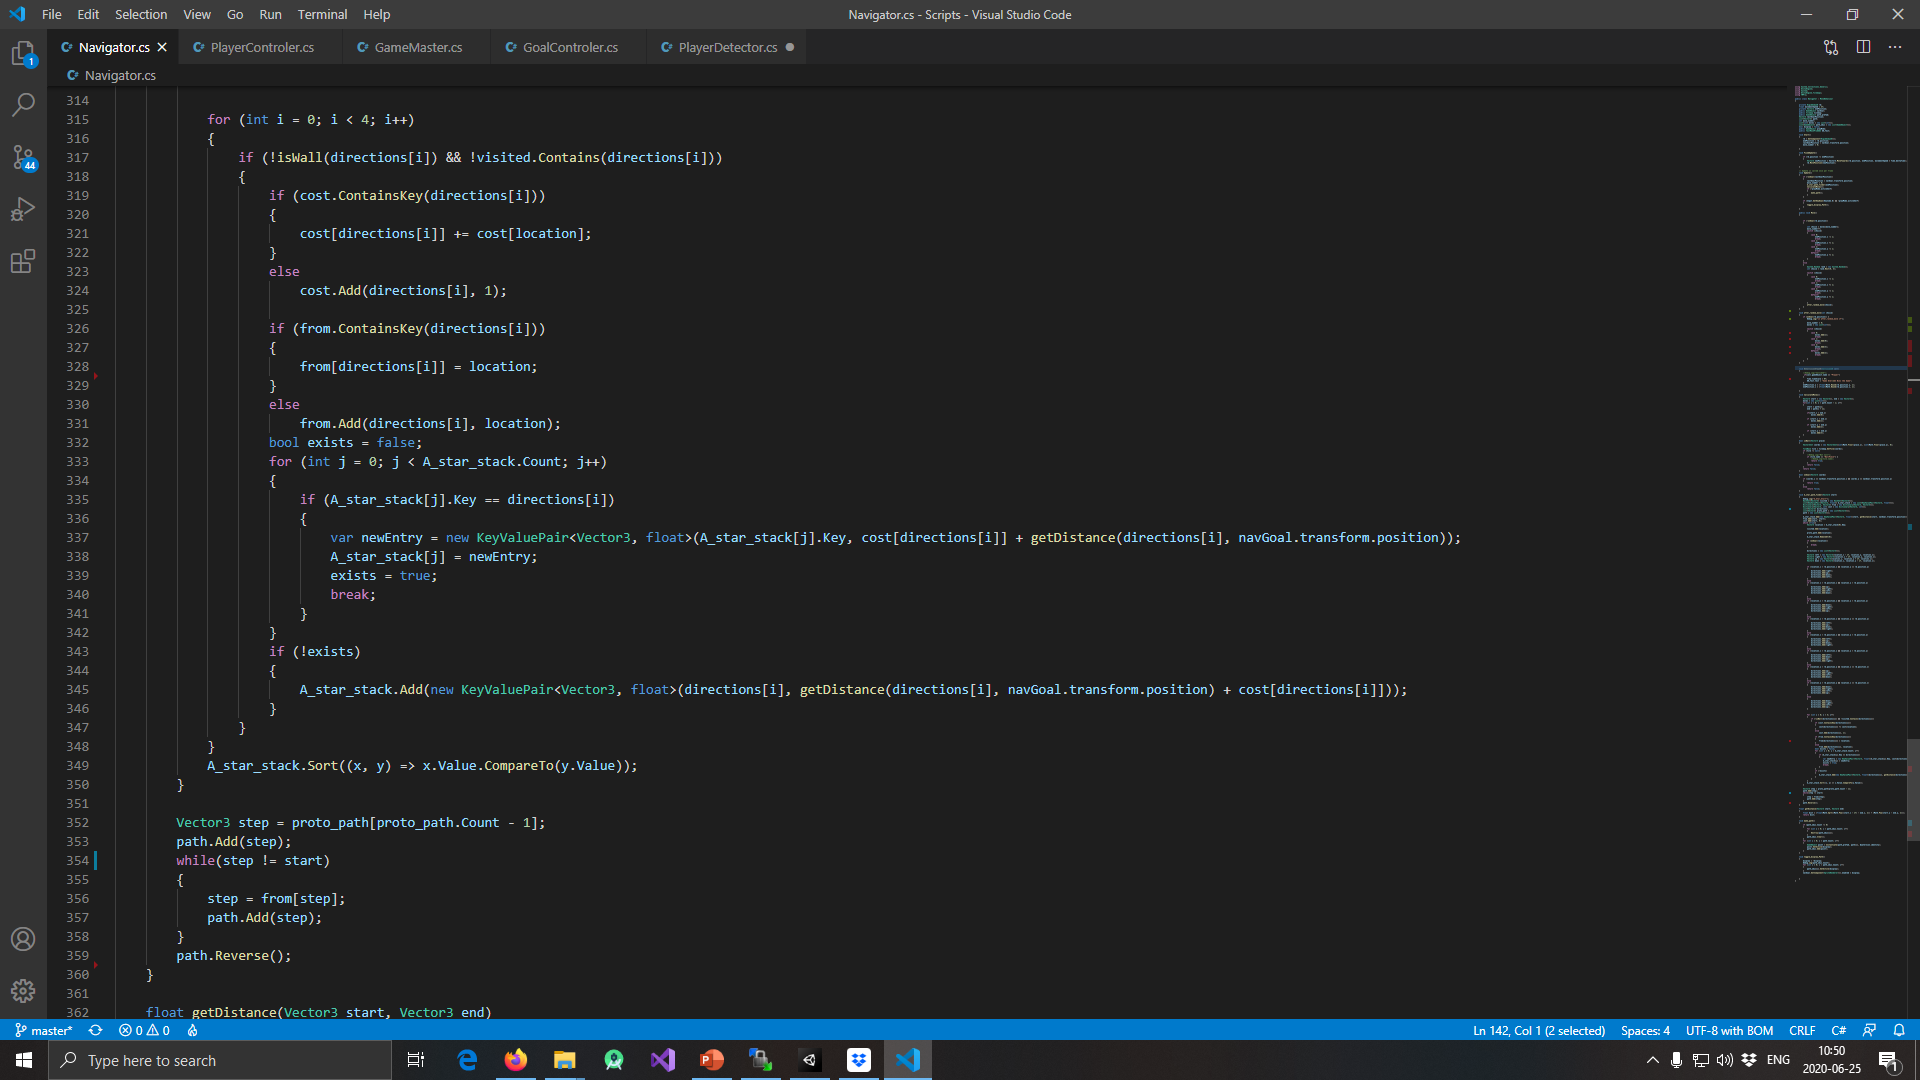 File Edit Selection View Go Run Terminal Help
Navigator.cs - Scripts - Visual Studio Code
Navigator.cs PlayerControler.cs GameMaster.cs GoalControler.cs PlayerDetector.cs
Navigator.cs
1
44
314
315 for (int i = 0; i < 4; i++)
316 {
317 if (!isWall(directions[i]) && !visited.Contains(directions[i]))
318 {
319 if (cost.ContainsKey(directions[i]))
320 {
321 cost[directions[i]] += cost[location];
322 }
323 else
324 cost.Add(directions[i], 1);
325
326 if (from.ContainsKey(directions[i]))
327 {
328 from[directions[i]] = location;
329 }
330 else
331 from.Add(directions[i], location);
332 bool exists = false;
333 for (int j = 0; j < A_star_stack.Count; j++)
334 {
335 if (A_star_stack[j].Key == directions[i])
336 {
337 var newEntry = new KeyValuePair<Vector3, float>(A_star_stack[j].Key, cost[directions[i]] + getDistance(directions[i], navGoal.transform.position));
338 A_star_stack[j] = newEntry;
339 exists = true;
340 break;
341 }
342 }
343 if (!exists)
344 {
345 A_star_stack.Add(new KeyValuePair<Vector3, float>(directions[i], getDistance(directions[i], navGoal.transform.position) + cost[directions[i]]));
346 }
347 }
348 }
349 A_star_stack.Sort((x, y) => x.Value.CompareTo(y.Value));
350 }
351
352 Vector3 step = proto_path[proto_path.Count - 1];
353 path.Add(step);
354 while(step != start)
355 {
356 step = from[step];
357 path.Add(step);
358 }
359 path.Reverse();
360 }
361
362 float getDistance(Vector3 start, Vector3 end)
master* 0 0 Ln 142, Col 1 (2 selected) Spaces: 4 UTF-8 with BOM CRLF C#
Type here to search
ENG
10:50
2020-06-25
1